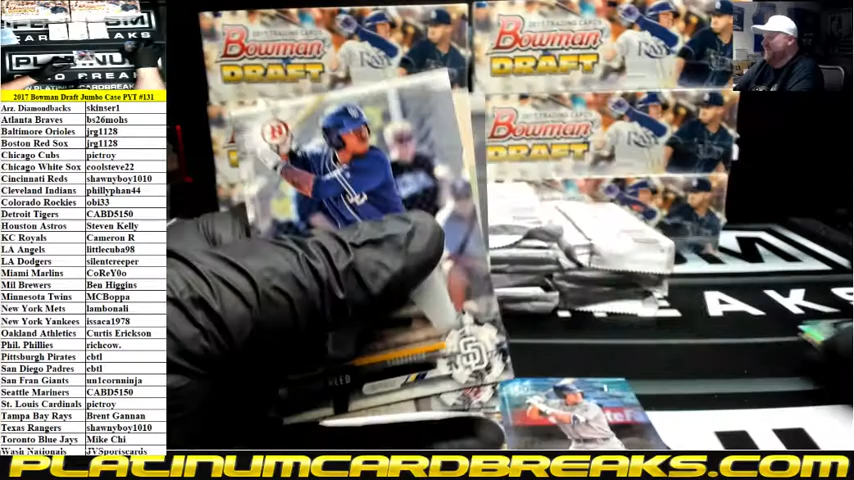 2017 Bowman Draft Jumbo Case PYT #131
Arz. Diamondbacks skinser1
Atlanta Braves bs26mohs
Baltimore Orioles jrg1128
Boston Red Sox jrg1128
Chicago Cubs pictroy
Chicago White Sox coolsteve22
Cincinnati Reds shawnyboy1010
Cleveland Indians phillyphan44
Colorado Rockies obi33
Detroit Tigers CABD5150
Houston Astros Steven Kelly
KC Royals Cameron R
LA Angels littlecuba98
LA Dodgers silentcreeper
Miami Marlins CoReY0o
Mil Brewers Ben Higgins
Minnesota Twins MCBoppa
New York Mets lambonali
New York Yankees issaca1978
Oakland Athletics Curtis Erickson
Phil. Phillies richcow.
Pittsburgh Pirates cbtl
San Diego Padres cbtl
San Fran Giants un1cornninja
Seattle Mariners CABD5150
St. Louis Cardinals pictroy
Tampa Bay Rays Brent Gannan
Texas Rangers shawnyboy1010
Toronto Blue Jays Mike Chi
Wash Nationals JVSportscards
Bowman
DRAFT
2017 TRADING CARDS
Bowman
DRAFT
Bowman
DRAFT
PLATINUMCARDBREAKS.COM